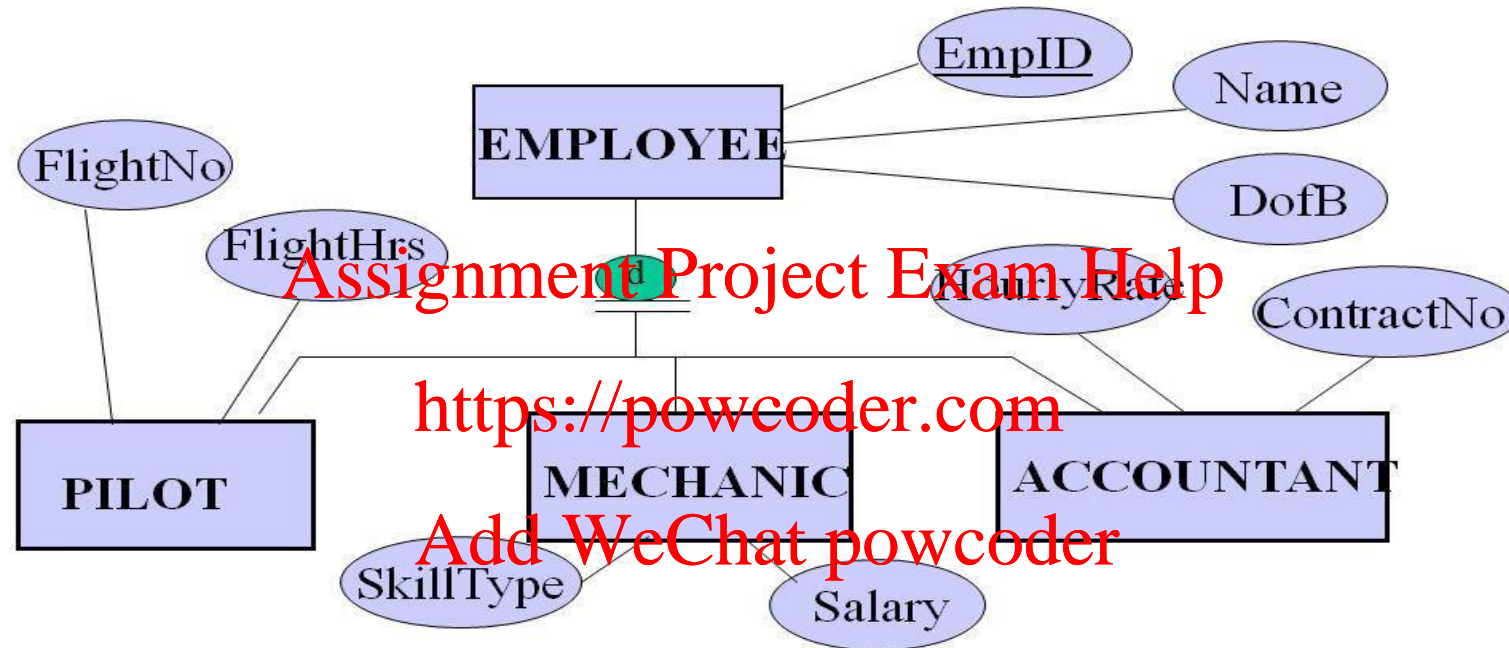 EmpID
Name
EMPLOYEE
FlightNo
DofB
FlightHrs
d
HourlyRate
Assignment Project Exam Help
ContractNo
https://powcoder.com
PILOT
MECHANIC
ACCOUNTANT
Add WeChat powcoder
SkillType
Salary